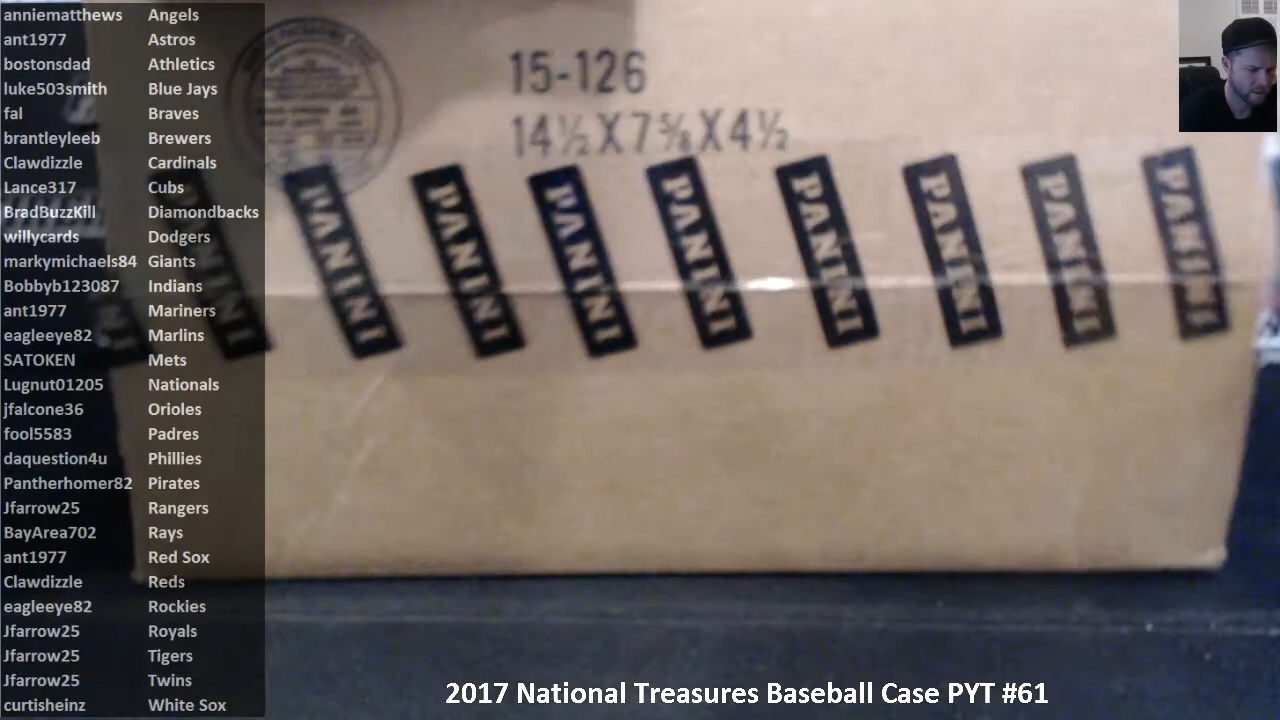 anniematthews Angels
ant1977 Astros
bostonsdad Athletics
luke503smith Blue Jays
fal Braves
brantleyleeb Brewers
Clawdizzle Cardinals
Lance317 Cubs
BradBuzzKill Diamondbacks
willycards Dodgers
markymichaels84 Giants
Bobbyb123087 Indians
ant1977 Mariners
eagleeye82 Marlins
SATOKEN Mets
Lugnut01205 Nationals
jfalcone36 Orioles
fool5583 Padres
daquestion4u Phillies
Pantherhomer82 Pirates
Jfarrow25 Rangers
BayArea702 Rays
ant1977 Red Sox
Clawdizzle Reds
eagleeye82 Rockies
Jfarrow25 Royals
Jfarrow25 Tigers
Jfarrow25 Twins
curtisheinz White Sox
15-126
14½X7⅝X4½
PANINI PANINI PANINI PANINI PANINI PANINI PANINI PANINI
2017 National Treasures Baseball Case PYT #61